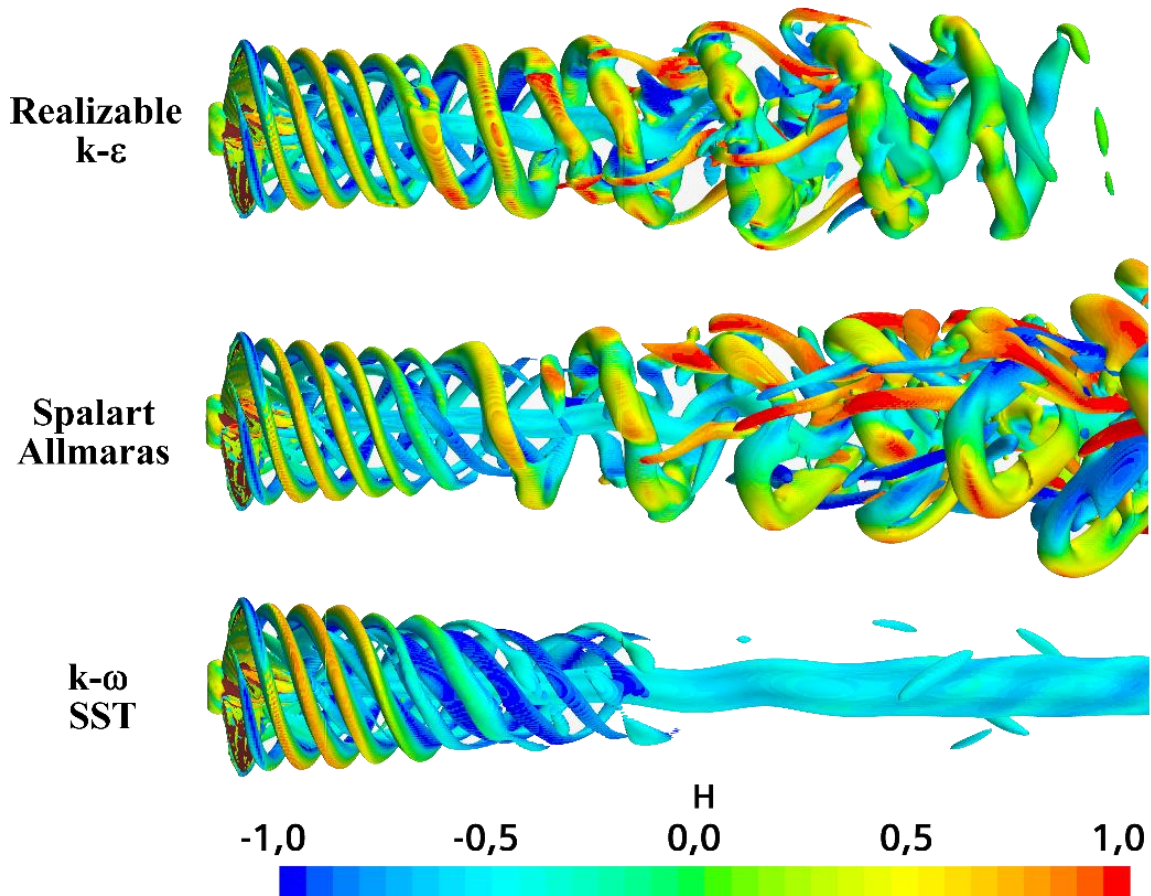 Realizable
k-ε
Spalart
Allmaras
k-ω
SST
H
-1,0 -0,5 0,0 0,5 1,0